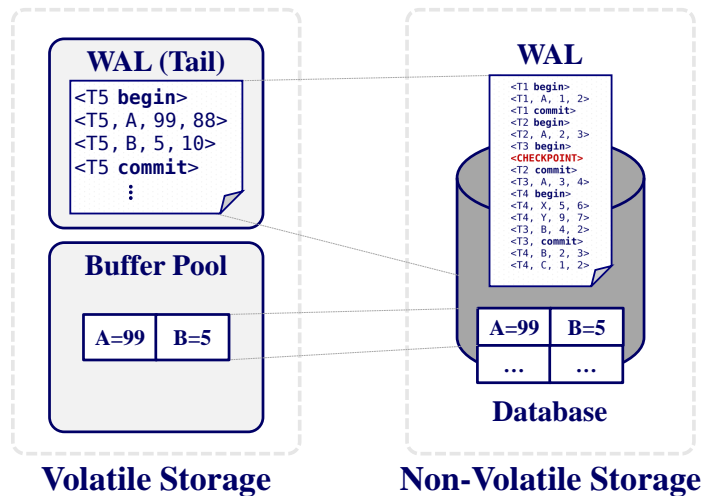 WAL (Tail)
<T5 begin>
<T5, A, 99, 88>
<T5, B, 5, 10>
<T5 commit>
⋮
Buffer Pool
A=99 B=5
Volatile Storage
WAL
<T1 begin>
<T1, A, 1, 2>
<T1 commit>
<T2 begin>
<T2, A, 2, 3>
<T3 begin>
<CHECKPOINT>
<T2 commit>
<T3, A, 3, 4>
<T4 begin>
<T4, X, 5, 6>
<T4, Y, 9, 7>
<T3, B, 4, 2>
<T3, commit>
<T4, B, 2, 3>
<T4, C, 1, 2>
A=99 B=5
... ...
Database
Non-Volatile Storage